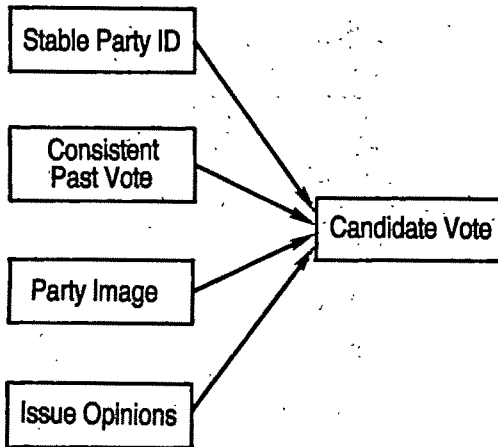 Stable Party ID
Consistent
Past Vote
Candidate Vote
Party Image
Issue Opinions